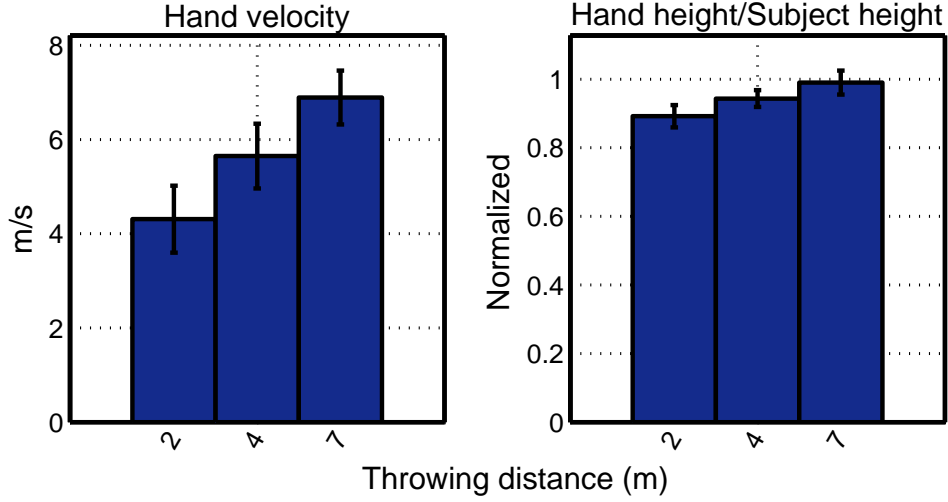 Hand velocity
8
6
4
2
0
m/s
2 4 7
Hand height/Subject height
1
0.8
0.6
0.4
0.2
0
Normalized
2 4 7
Throwing distance (m)